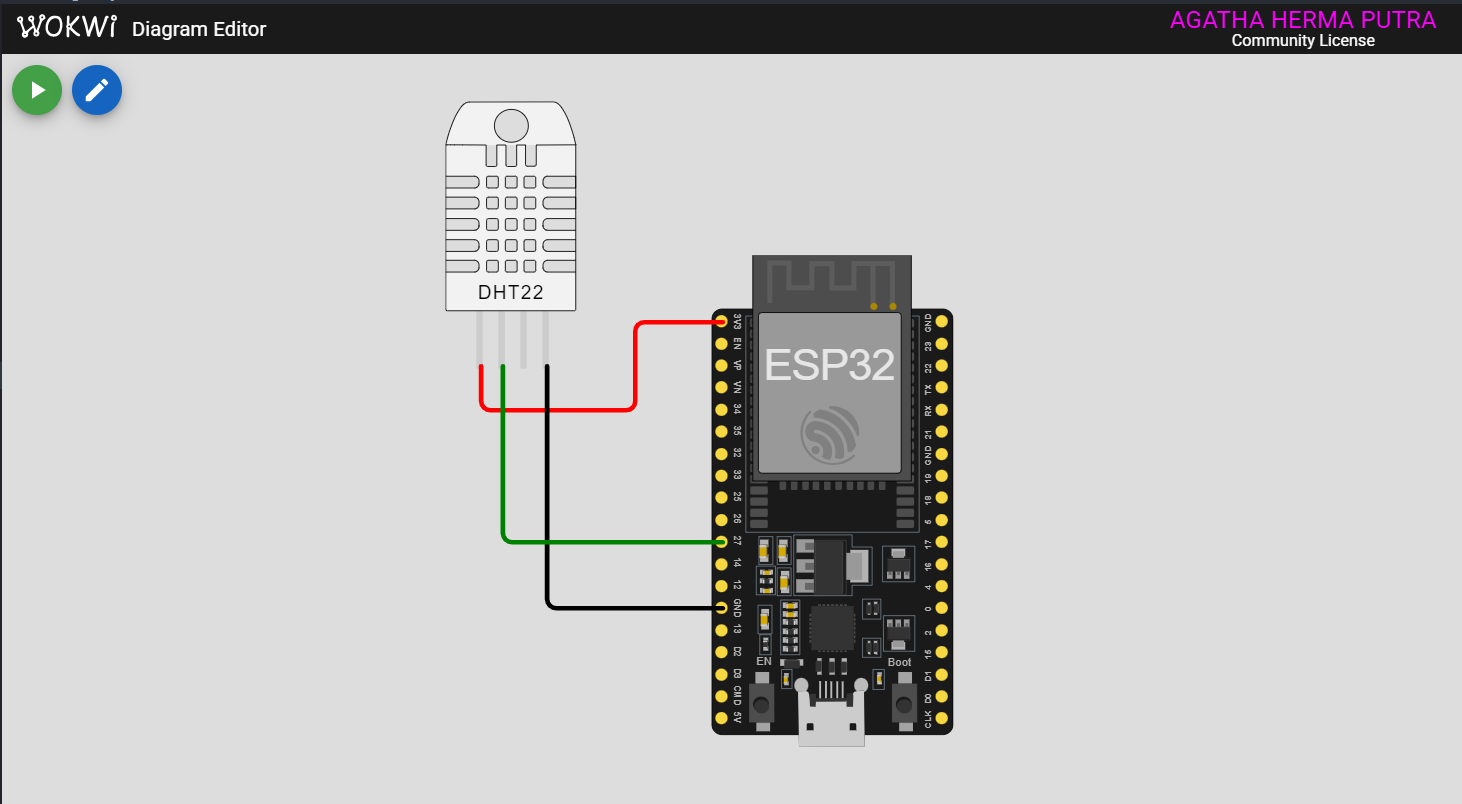 WOKWi Diagram Editor
AGATHA HERMA PUTRA
Community License
DHT22
ESP32
3V3
EN
VP
VN
34
35
32
33
25
26
27
14
12
GND
13
D2
D3
CMD
5V
GND
23
22
TX
RX
21
GND
19
18
5
17
16
4
0
2
15
D1
D0
CLK
EN
Boot